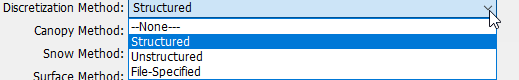 Discretization Method: Structured
Canopy Method: --None---
Structured
Snow Method: Unstructured
File-Specified
Surface Method: